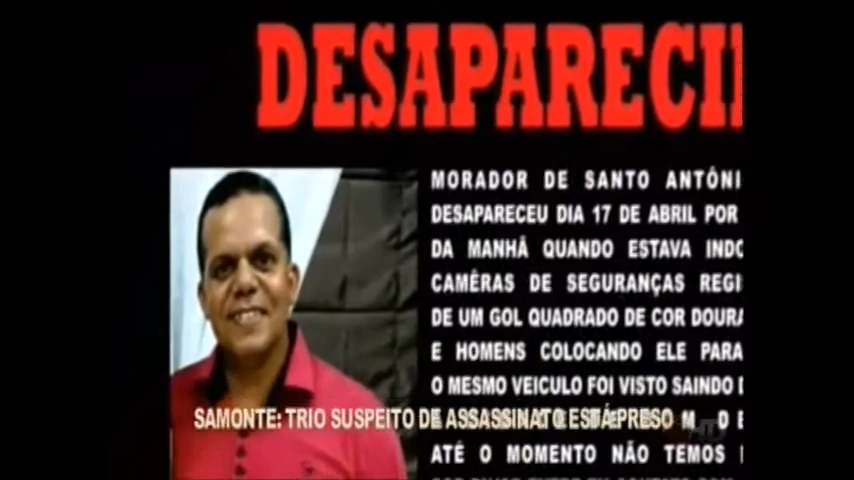 DESAPARECI
MORADOR DE SANTO ANTÔNI
DESAPARECEU DIA 17 DE ABRIL POR
DA MANHÃ QUANDO ESTAVA INDO
CAMÊRAS DE SEGURANÇAS REGI
DE UM GOL QUADRADO DE COR DOURA
E HOMENS COLOCANDO ELE PARA
O MESMO VEICULO FOI VISTO SAINDO D
SAMONTE: TRIO SUSPEITO DE ASSASSINATO ESTÁ PRESO
ATÉ O MOMENTO NÃO TEMOS